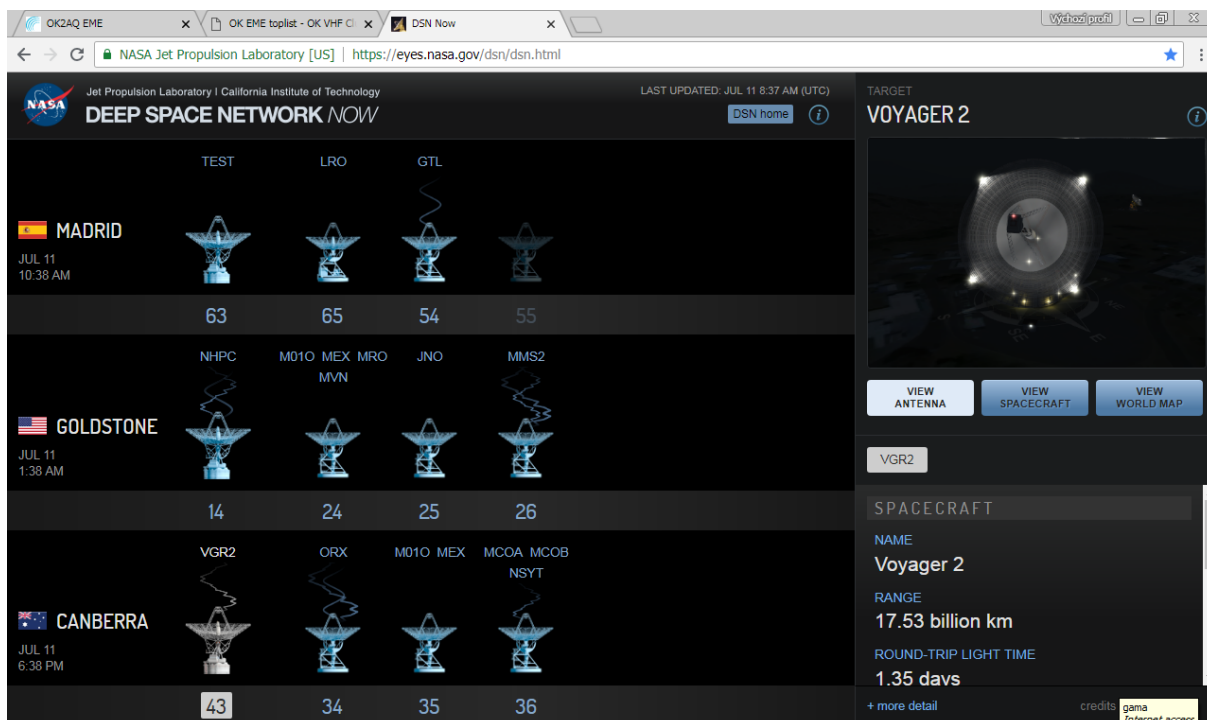 OK2AQ EME
OK EME toplist - OK VHF Cl
DSN Now
Výchozí profil
NASA Jet Propulsion Laboratory [US] | https://eyes.nasa.gov/dsn/dsn.html
NASA
Jet Propulsion Laboratory | California Institute of Technology
DEEP SPACE NETWORK NOW
LAST UPDATED: JUL 11 8:37 AM (UTC)
DSN home
i
TEST LRO GTL
MADRID
JUL 11
10:38 AM
63 65 54 55
NHPC M01O MEX MRO JNO MMS2
MVN
GOLDSTONE
JUL 11
1:38 AM
14 24 25 26
VGR2 ORX M01O MEX MCOA MCOB
NSYT
CANBERRA
JUL 11
6:38 PM
43 34 35 36
TARGET
VOYAGER 2
i
VIEW
ANTENNA
VIEW
SPACECRAFT
VIEW
WORLD MAP
VGR2
SPACECRAFT
NAME
Voyager 2
RANGE
17.53 billion km
ROUND-TRIP LIGHT TIME
1.35 days
+ more detail
credits
gama
Internet access